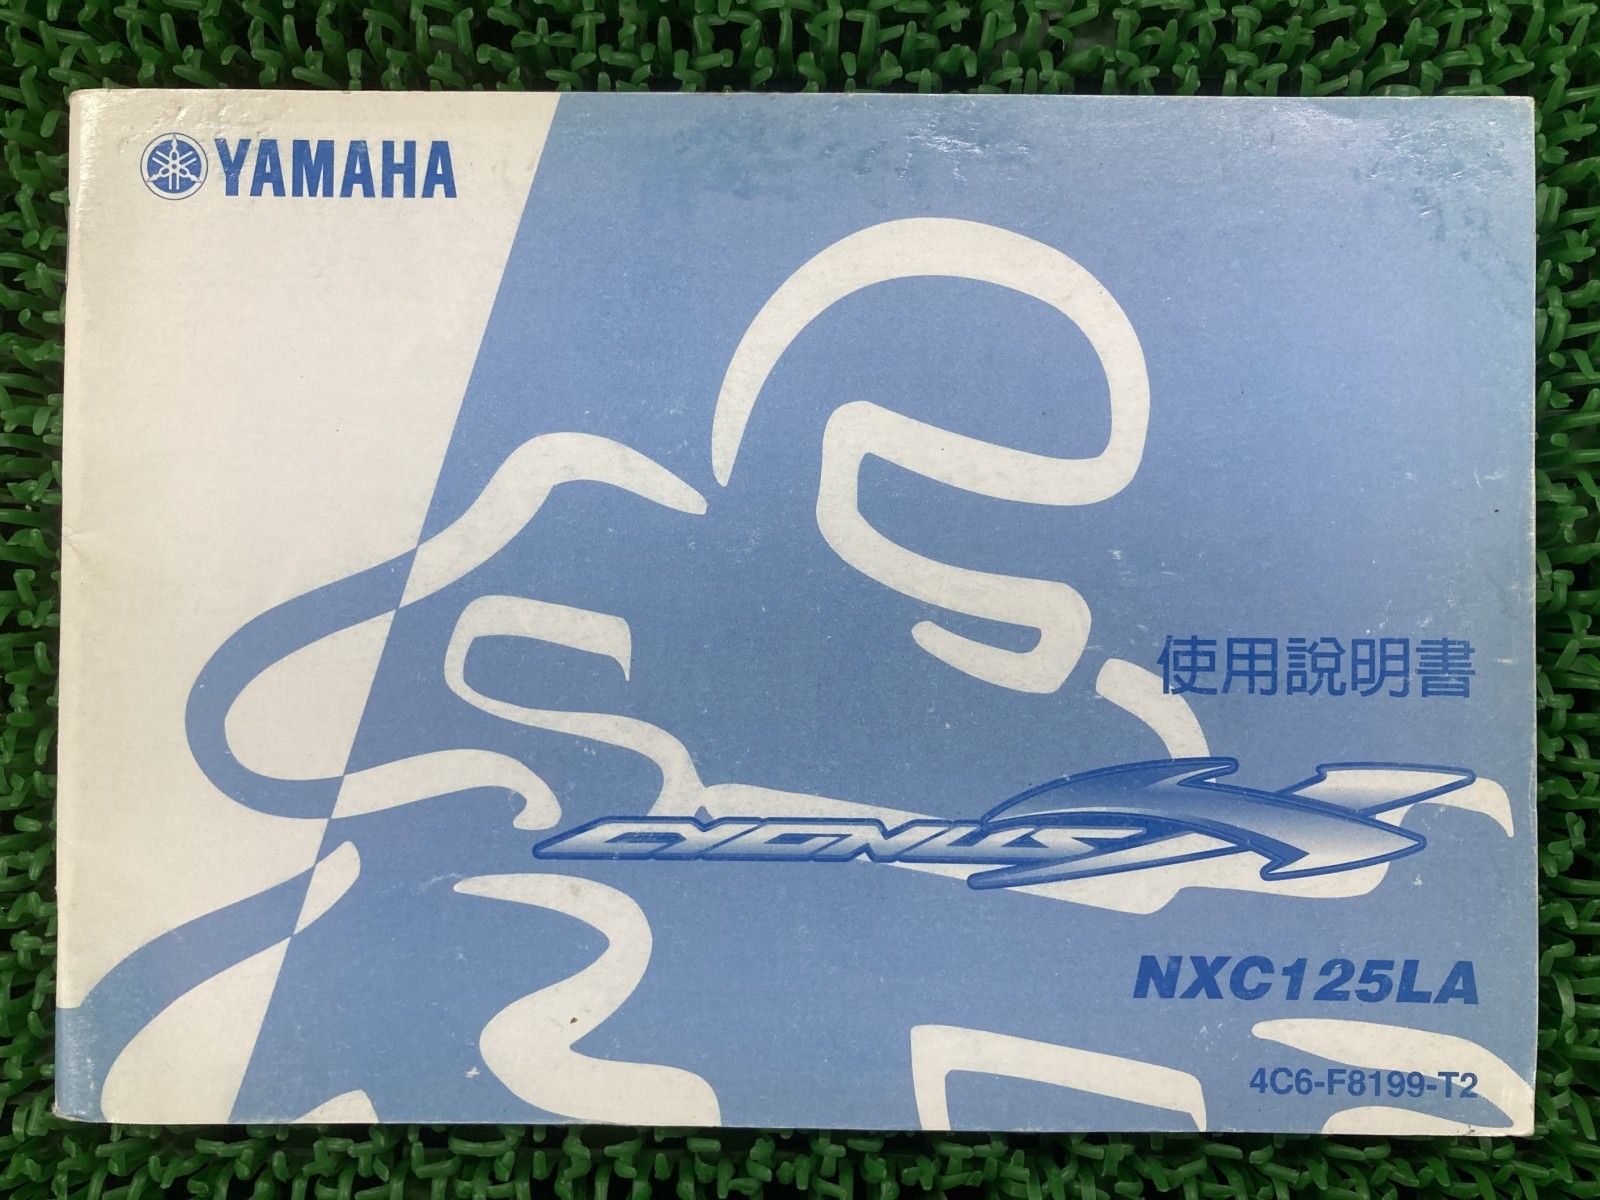 YAMAHA
使用說明書
CYGNUS X
NXC125LA
4C6-F8199-T2